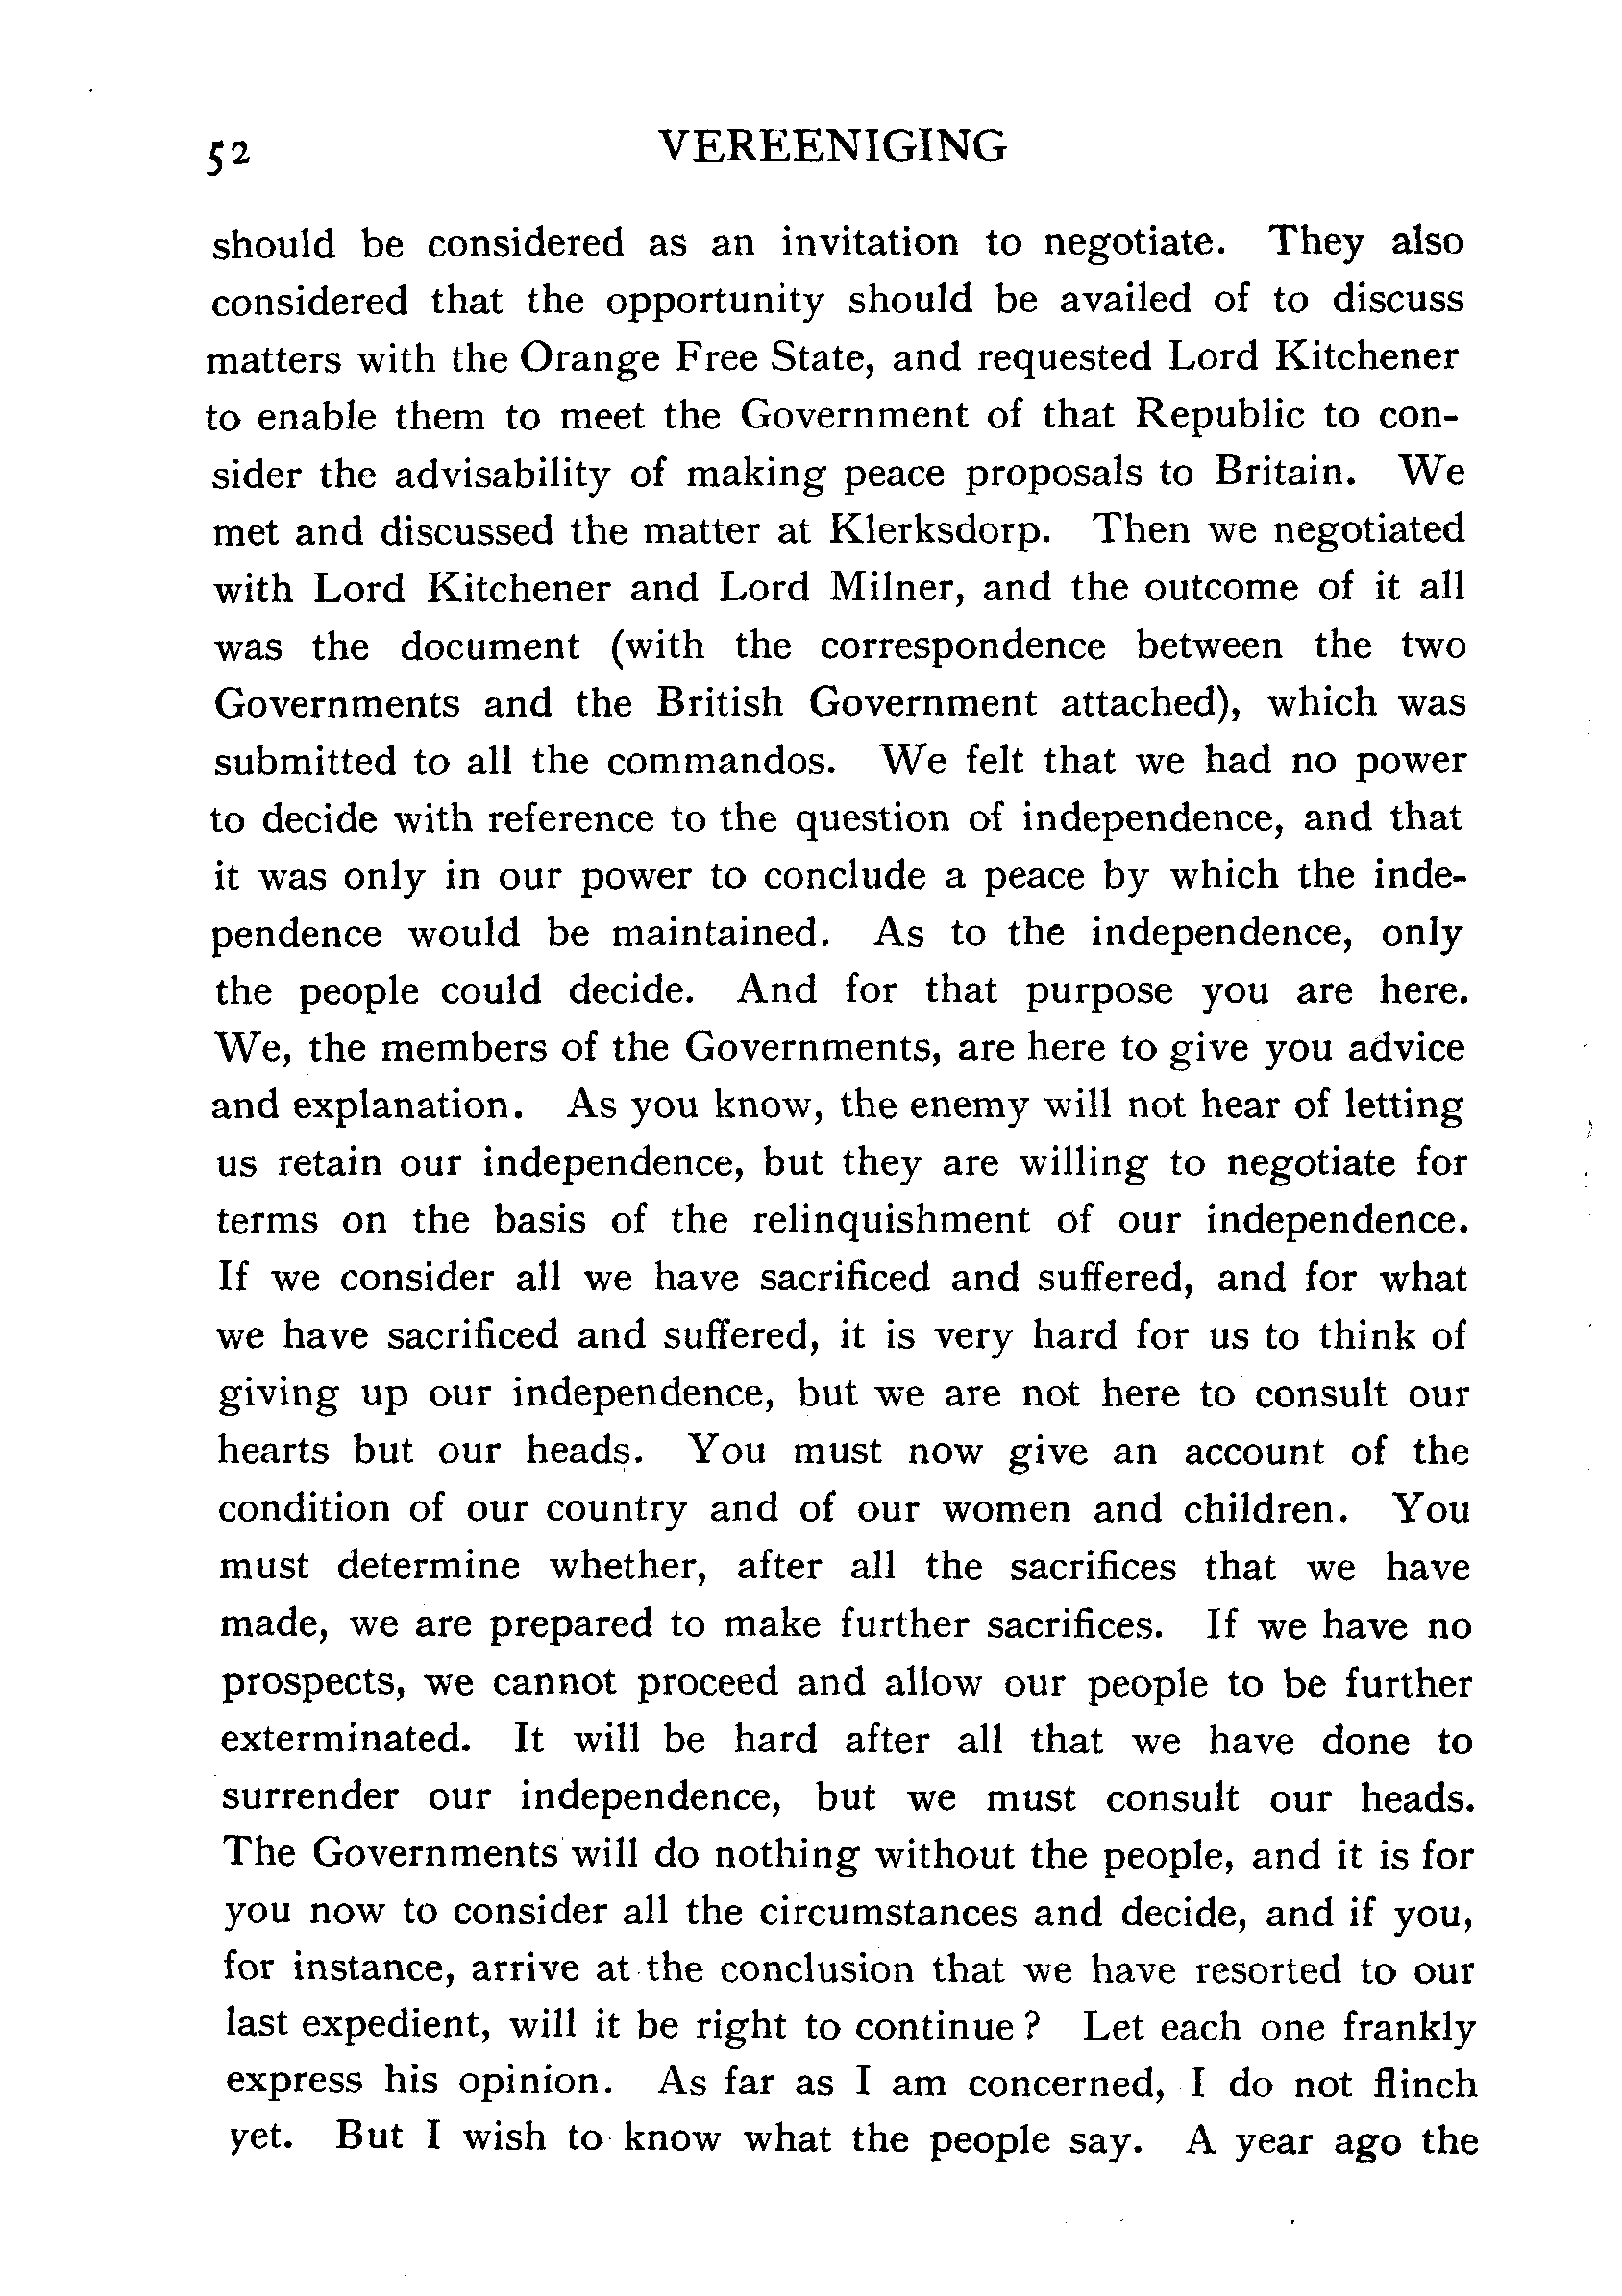 52 VEREENIGING
should be considered as an invitation to negotiate. They also
considered that the opportunity should be availed of to discuss
matters with the Orange Free State, and requested Lord Kitchener
to enable them to meet the Government of that Republic to con-
sider the advisability of making peace proposals to Britain. We
met and discussed the matter at Klerksdorp. Then we negotiated
with Lord Kitchener and Lord Milner, and the outcome of it all
was the document (with the correspondence between the two
Governments and the British Government attached), which was
submitted to all the commandos. We felt that we had no power
to decide with reference to the question of independence, and that
it was only in our power to conclude a peace by which the inde-
pendence would be maintained. As to the independence, only
the people could decide. And for that purpose you are here.
We, the members of the Governments, are here to give you advice
and explanation. As you know, the enemy will not hear of letting
us retain our independence, but they are willing to negotiate for
terms on the basis of the relinquishment of our independence.
If we consider all we have sacrificed and suffered, and for what
we have sacrificed and suffered, it is very hard for us to think of
giving up our independence, but we are not here to consult our
hearts but our heads. You must now give an account of the
condition of our country and of our women and children. You
must determine whether, after all the sacrifices that we have
made, we are prepared to make further sacrifices. If we have no
prospects, we cannot proceed and allow our people to be further
exterminated. It will be hard after all that we have done to
surrender our independence, but we must consult our heads.
The Governments will do nothing without the people, and it is for
you now to consider all the circumstances and decide, and if you,
for instance, arrive at the conclusion that we have resorted to our
last expedient, will it be right to continue? Let each one frankly
express his opinion. As far as I am concerned, I do not flinch
yet. But I wish to know what the people say. A year ago the